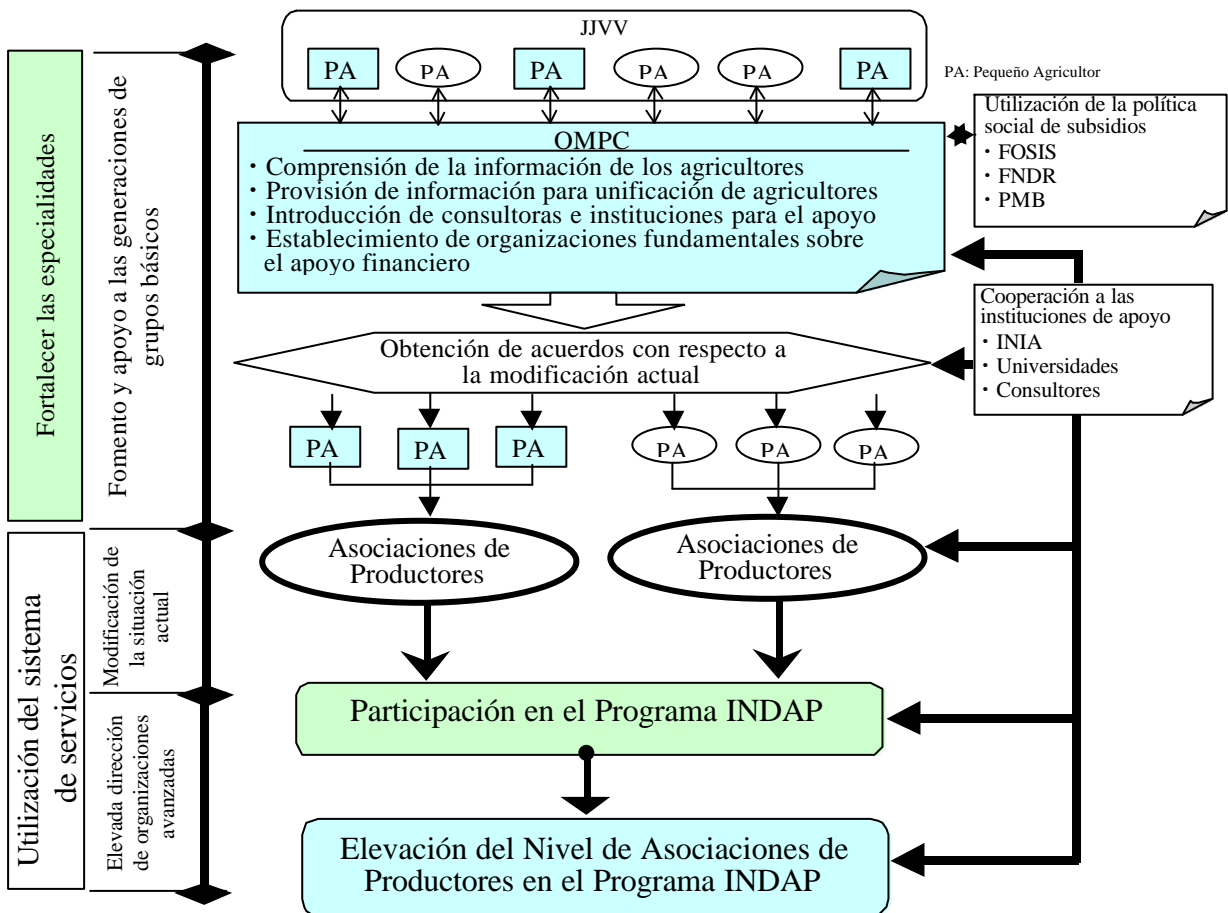 JJVV
PA PA PA PA PA PA
PA: Pequeño Agricultor
Utilización de la política
social de subsidios
・FOSIS
・FNDR
・PMB
OMPC
・Comprensión de la información de los agricultores
・Provisión de información para unificación de agricultores
・Introducción de consultoras e instituciones para el apoyo
・Establecimiento de organizaciones fundamentales sobre
el apoyo financiero
Cooperación a las
instituciones de apoyo
・INIA
・Universidades
・Consultores
Obtención de acuerdos con respecto a
la modificación actual
PA PA PA PA PA PA
Asociaciones de
Productores
Asociaciones de
Productores
Participación en el Programa INDAP
Elevación del Nivel de Asociaciones de
Productores en el Programa INDAP
Fortalecer las especialidades
Fomento y apoyo a las generaciones de
grupos básicos
Utilización del sistema
de servicios
Modificación de
la situación
actual
Elevada dirección
de organizaciones
avanzadas